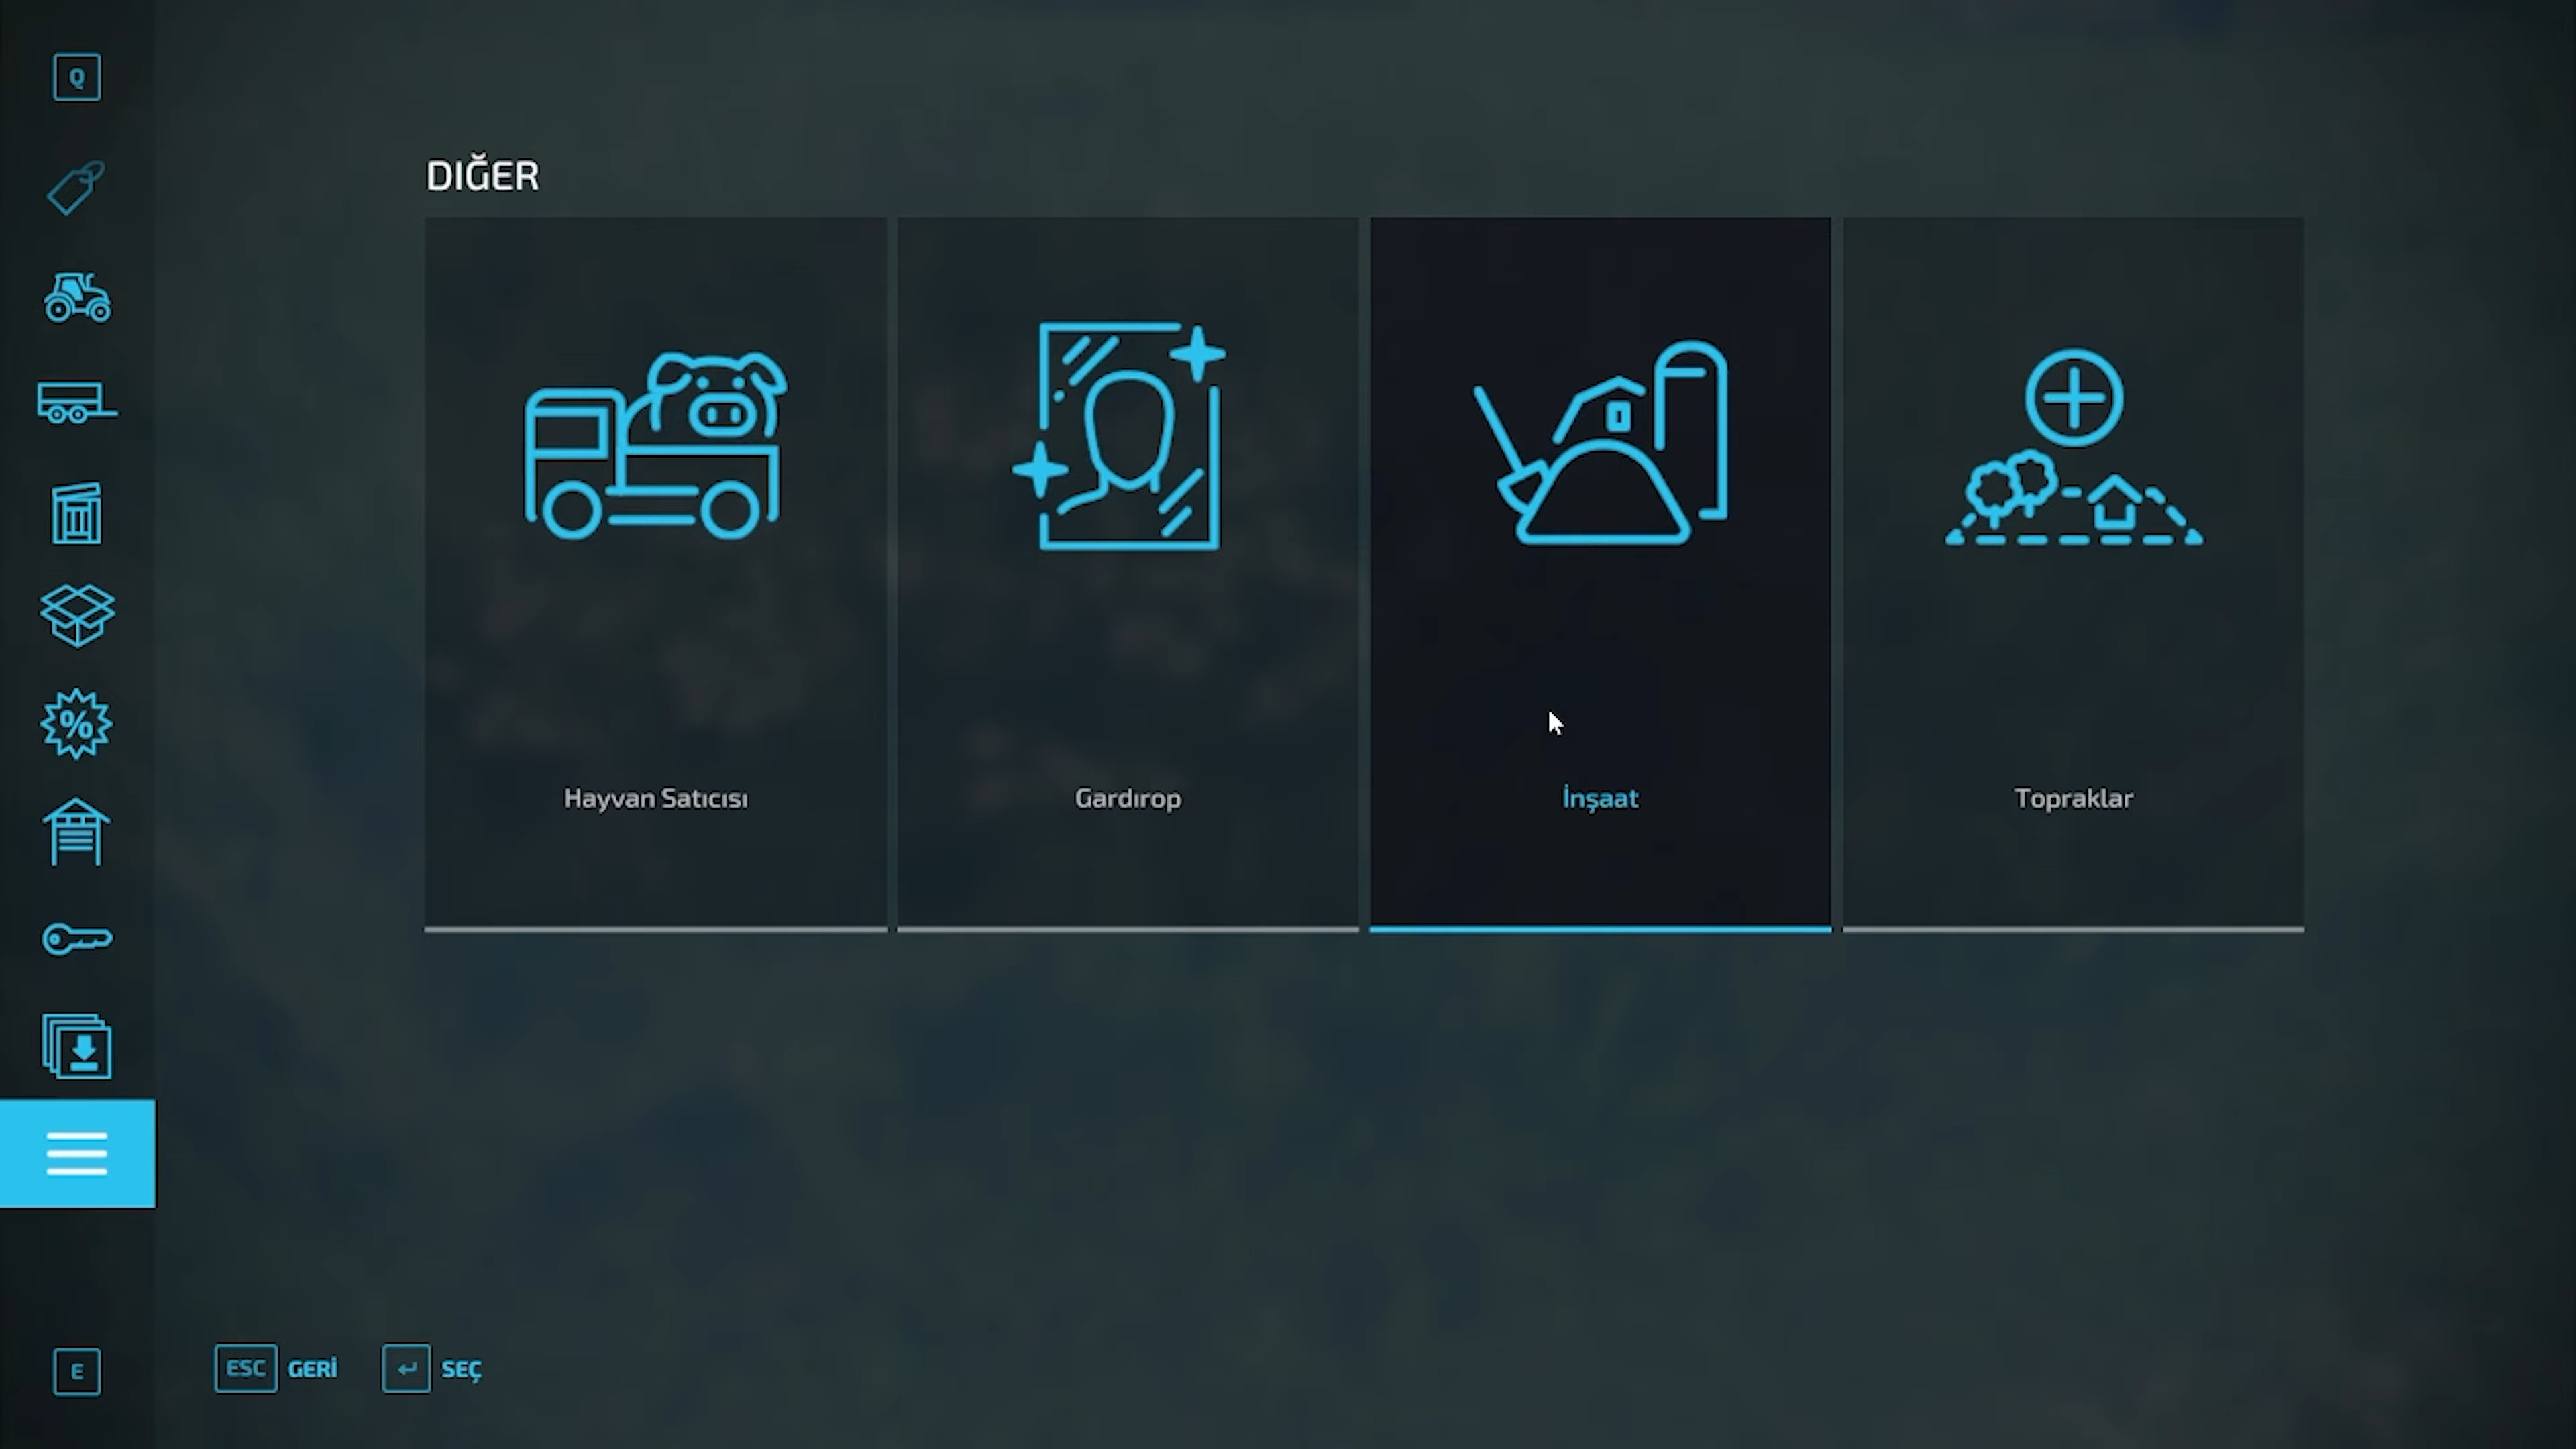 Q
DIĞER
%
Hayvan Satıcısı
Gardırop
İnşaat
Topraklar
E
ESC GERİ ↵ SEÇ